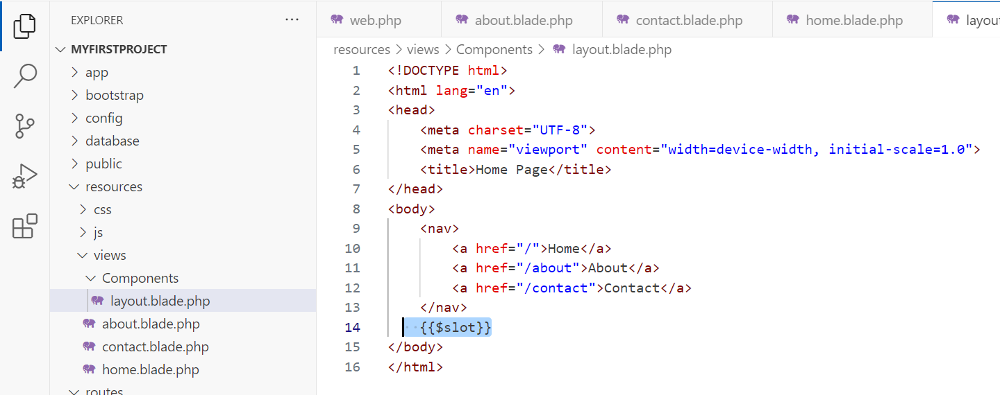 EXPLORER
...
MYFIRSTPROJECT
app
bootstrap
config
database
public
resources
css
js
views
Components
layout.blade.php
about.blade.php
contact.blade.php
home.blade.php
routes
web.php
about.blade.php
contact.blade.php
home.blade.php
layout
resources > views > Components > layout.blade.php
1 <!DOCTYPE html>
2 <html lang="en">
3 <head>
4 <meta charset="UTF-8">
5 <meta name="viewport" content="width=device-width, initial-scale=1.0">
6 <title>Home Page</title>
7 </head>
8 <body>
9 <nav>
10 <a href="/">Home</a>
11 <a href="/about">About</a>
12 <a href="/contact">Contact</a>
13 </nav>
14 {{$slot}}
15 </body>
16 </html>